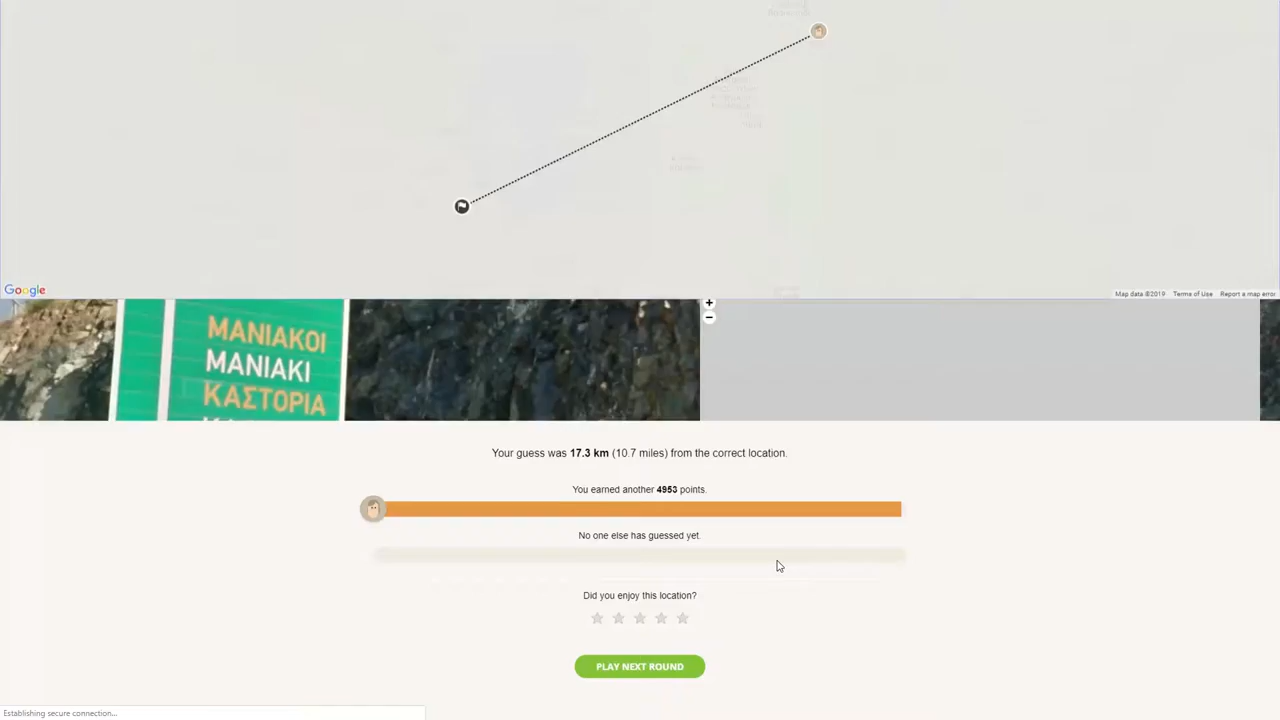 Google
Map data ©2019
Terms of Use
Report a map error
+
−
ΜΑΝΙΑΚΟΙ
MANIAKI
ΚΑΣΤΟΡΙΑ
Your guess was 17.3 km (10.7 miles) from the correct location.
You earned another 4953 points.
No one else has guessed yet.
Did you enjoy this location?
PLAY NEXT ROUND
Establishing secure connection...